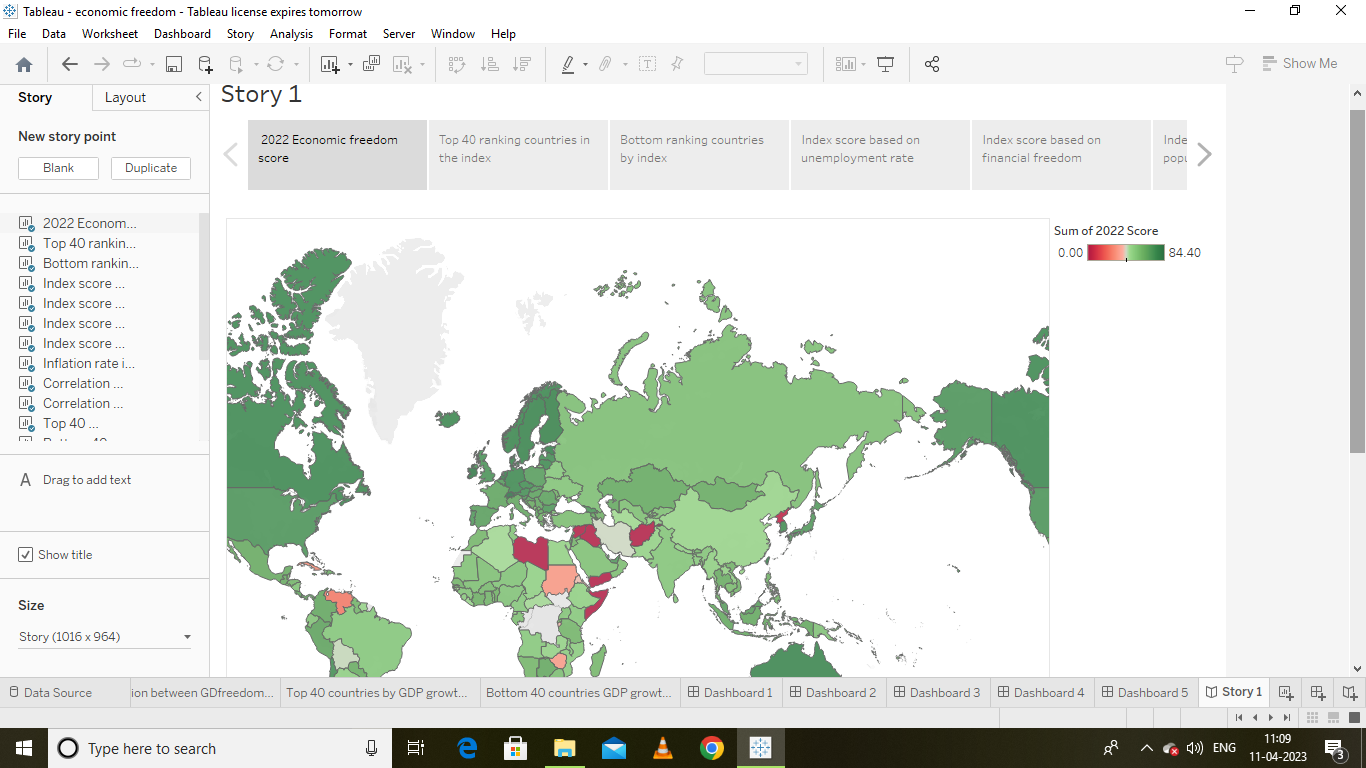 Tableau - economic freedom - Tableau license expires tomorrow
File Data Worksheet Dashboard Story Analysis Format Server Window Help
Show Me
Story
Layout
New story point
Blank
Duplicate
2022 Econom...
Top 40 rankin...
Bottom rankin...
Index score ...
Index score ...
Index score ...
Index score ...
Inflation rate i...
Correlation ...
Correlation ...
Top 40 ...
A Drag to add text
Show title
Size
Story (1016 x 964)
Story 1
2022 Economic freedom
score
Top 40 ranking countries in
the index
Bottom ranking countries
by index
Index score based on
unemployment rate
Index score based on
financial freedom
Inde
popu
Sum of 2022 Score
0.00
84.40
Data Source
ion between GDfreedom...
Top 40 countries by GDP growt...
Bottom 40 countries GDP growt...
Dashboard 1
Dashboard 2
Dashboard 3
Dashboard 4
Dashboard 5
Story 1
Type here to search
ENG
11:09
11-04-2023
3